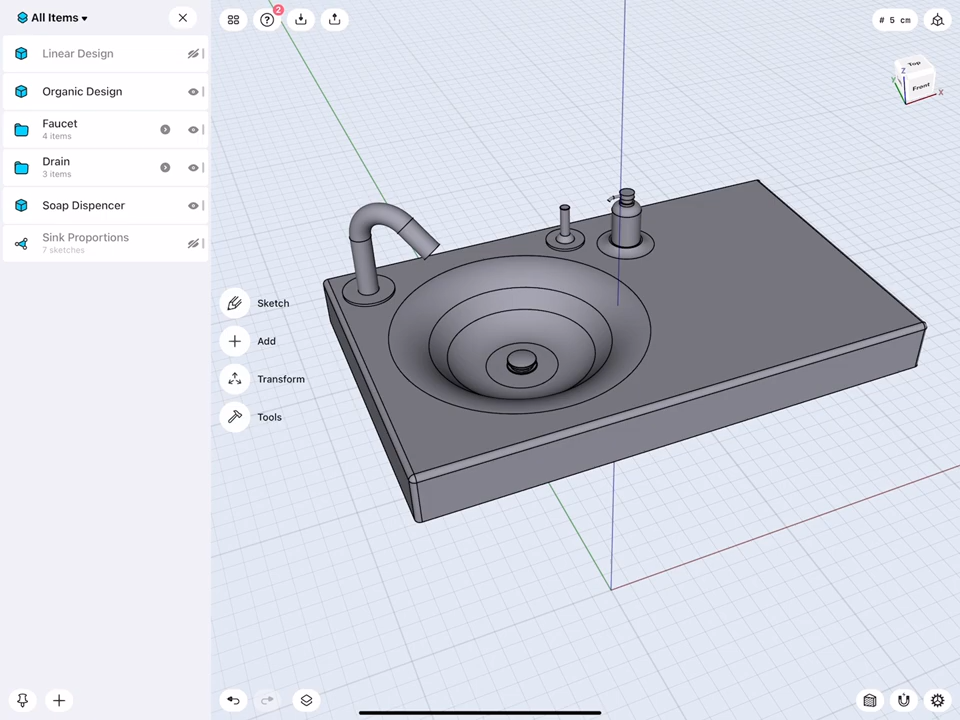 All Items
Linear Design
Organic Design
Faucet
4 items
Drain
3 items
Soap Dispenser
Sink Proportions
7 sketches
2
# 5 cm
Top
Z
Y
Front
X
Sketch
Add
Transform
Tools